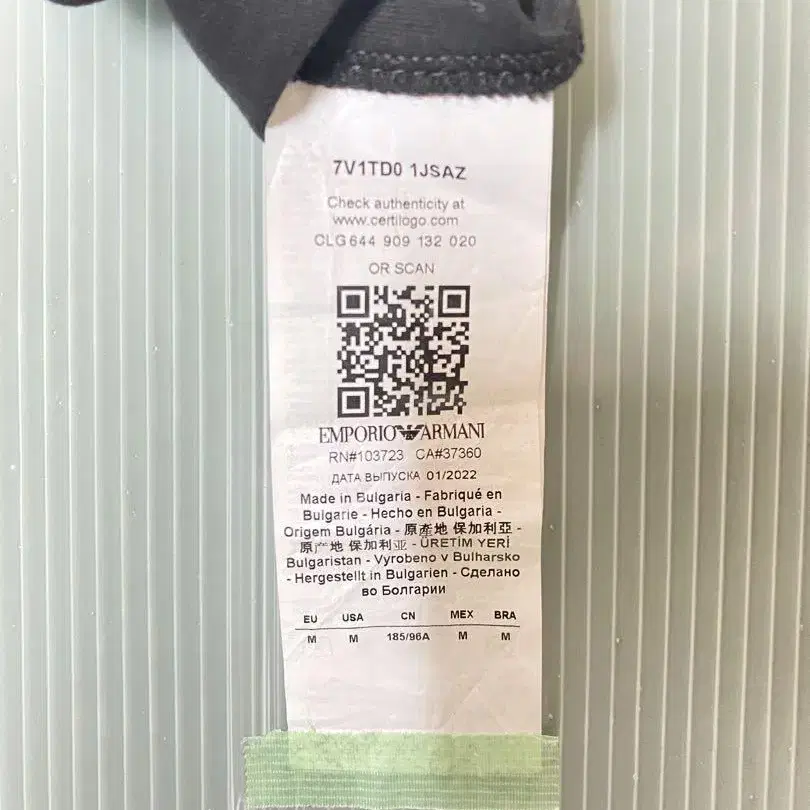 7V1TD0 1JSAZ
Check authenticity at
www.certilogo.com
CLG 644 909 132 020
OR SCAN
EMPORIO ARMANI
RN#103723 CA#37360
ДАТА ВЫПУСКА 01/2022
Made in Bulgaria - Fabriqué en
Bulgarie - Hecho en Bulgaria -
Origem Bulgária - 原產地 保加利亞 -
原产地 保加利亚 - ÜRETİM YERİ
Bulgaristan - Vyrobeno v Bulharsko
- Hergestellt in Bulgarien - Сделано
во Болгарии
EU USA CN MEX BRA
M M 185/96A M M